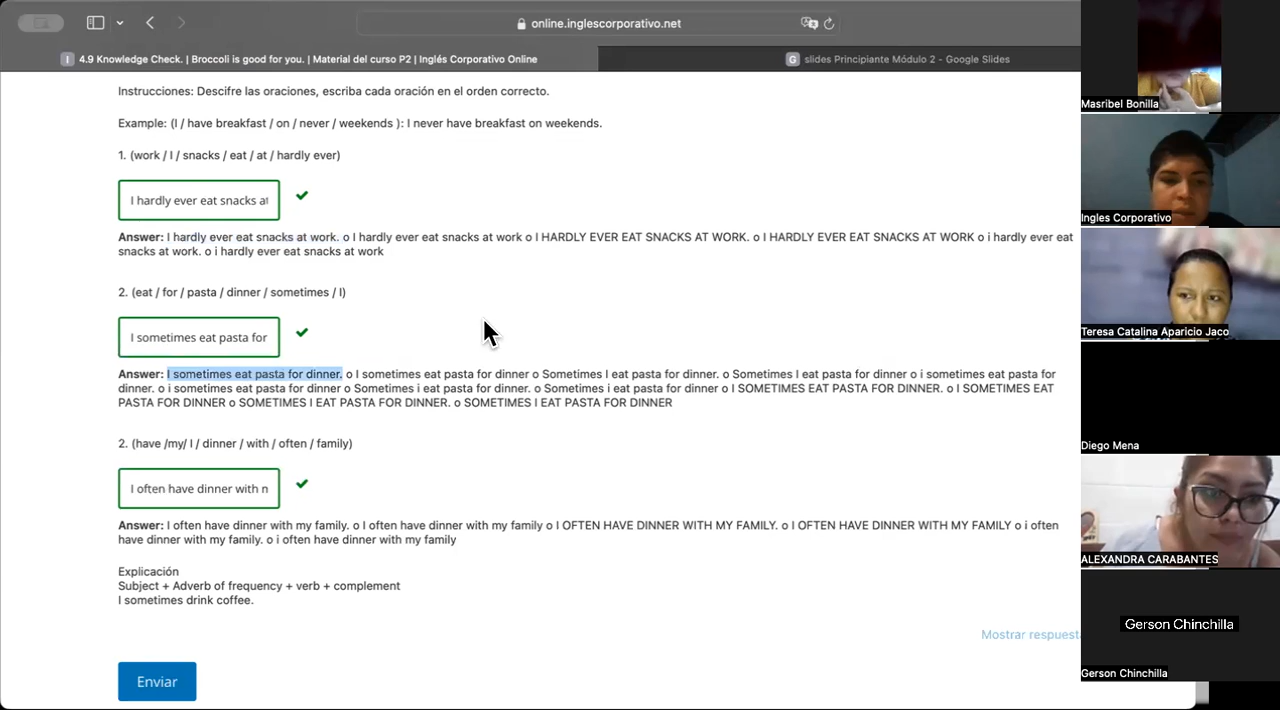 online.inglescorporativo.net
I 4.9 Knowledge Check. | Broccoli is good for you. | Material del curso P2 | Inglés Corporativo Online
G slides Principiante Módulo 2 - Google Slides
Instrucciones: Descifre las oraciones, escriba cada oración en el orden correcto.
Example: (I / have breakfast / on / never / weekends ): I never have breakfast on weekends.
1. (work / I / snacks / eat / at / hardly ever)
I hardly ever eat snacks at
Answer: I hardly ever eat snacks at work. o I hardly ever eat snacks at work o I HARDLY EVER EAT SNACKS AT WORK. o I HARDLY EVER EAT SNACKS AT WORK o i hardly ever eat
snacks at work. o i hardly ever eat snacks at work
2. (eat / for / pasta / dinner / sometimes / I)
I sometimes eat pasta for
Answer: I sometimes eat pasta for dinner. o I sometimes eat pasta for dinner o Sometimes I eat pasta for dinner. o Sometimes I eat pasta for dinner o i sometimes eat pasta for
dinner. o i sometimes eat pasta for dinner o Sometimes i eat pasta for dinner. o Sometimes i eat pasta for dinner o I SOMETIMES EAT PASTA FOR DINNER. o I SOMETIMES EAT
PASTA FOR DINNER o SOMETIMES I EAT PASTA FOR DINNER. o SOMETIMES I EAT PASTA FOR DINNER
2. (have /my/ I / dinner / with / often / family)
I often have dinner with
Answer: I often have dinner with my family. o I often have dinner with my family o I OFTEN HAVE DINNER WITH MY FAMILY. o I OFTEN HAVE DINNER WITH MY FAMILY o i often
have dinner with my family. o i often have dinner with my family
Explicación
Subject + Adverb of frequency + verb + complement
I sometimes drink coffee.
Mostrar respuesta
Enviar
Masribel Bonilla
Ingles Corporativo
Teresa Catalina Aparicio Jaco
Diego Mena
ALEXANDRA CARABANTES
Gerson Chinchilla
Gerson Chinchilla